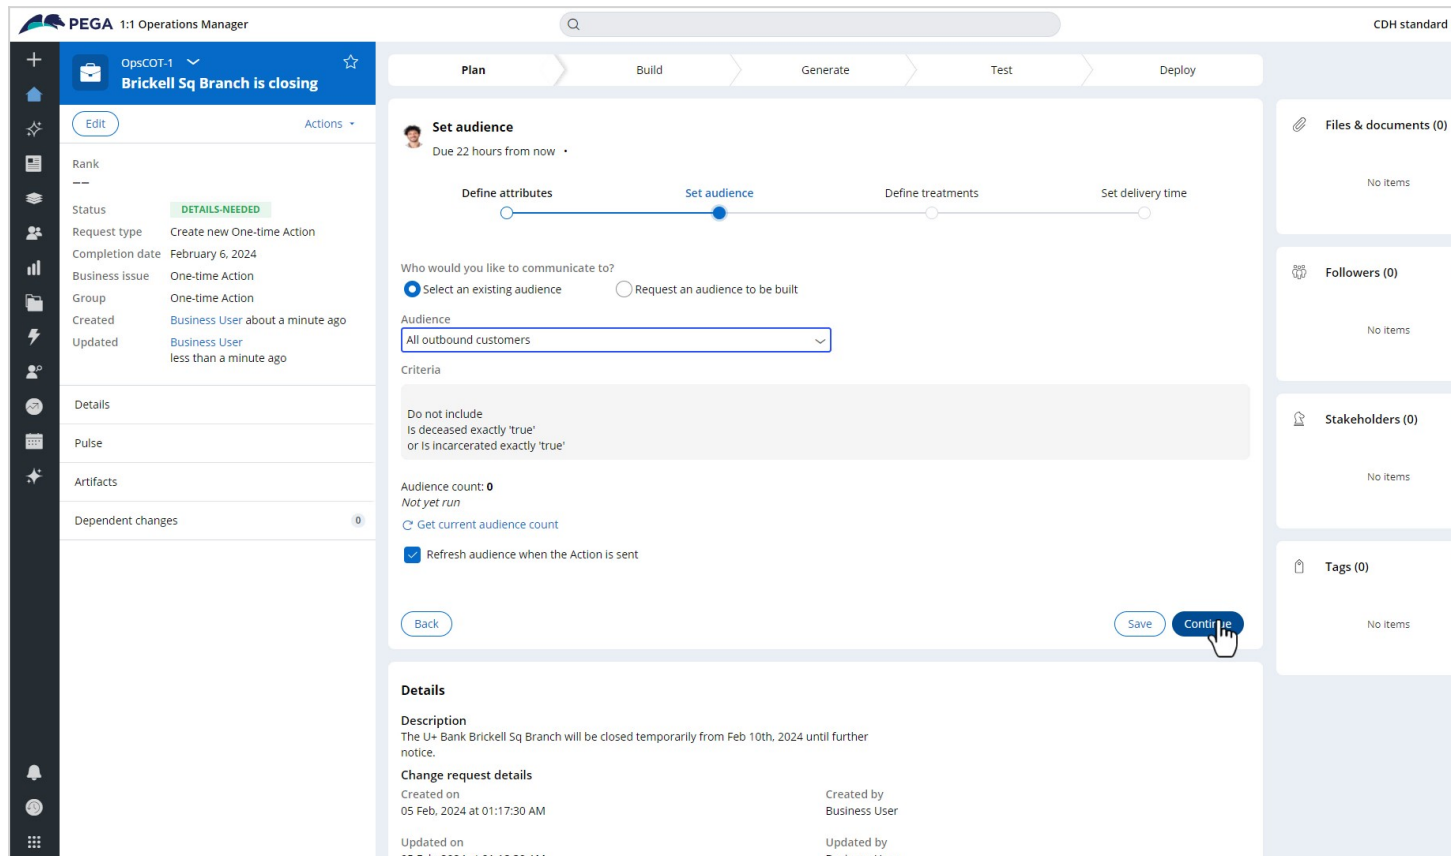 PEGA 1:1 Operations Manager
CDH standard
OpsCOT-1
Brickell Sq Branch is closing
Edit
Actions
Rank
––
Status DETAILS-NEEDED
Request type Create new One-time Action
Completion date February 6, 2024
Business issue One-time Action
Group One-time Action
Created Business User about a minute ago
Updated Business User
less than a minute ago
Details
Pulse
Artifacts
Dependent changes 0
Plan Build Generate Test Deploy
Set audience
Due 22 hours from now •
Define attributes Set audience Define treatments Set delivery time
Who would you like to communicate to?
Select an existing audience Request an audience to be built
Audience
All outbound customers
Criteria
Do not include
Is deceased exactly 'true'
or Is incarcerated exactly 'true'
Audience count: 0
Not yet run
Get current audience count
Refresh audience when the Action is sent
Back Save Continue
Details
Description
The U+ Bank Brickell Sq Branch will be closed temporarily from Feb 10th, 2024 until further
notice.
Change request details
Created on Created by
05 Feb, 2024 at 01:17:30 AM Business User
Updated on Updated by
Files & documents (0)
No items
Followers (0)
No items
Stakeholders (0)
No items
Tags (0)
No items